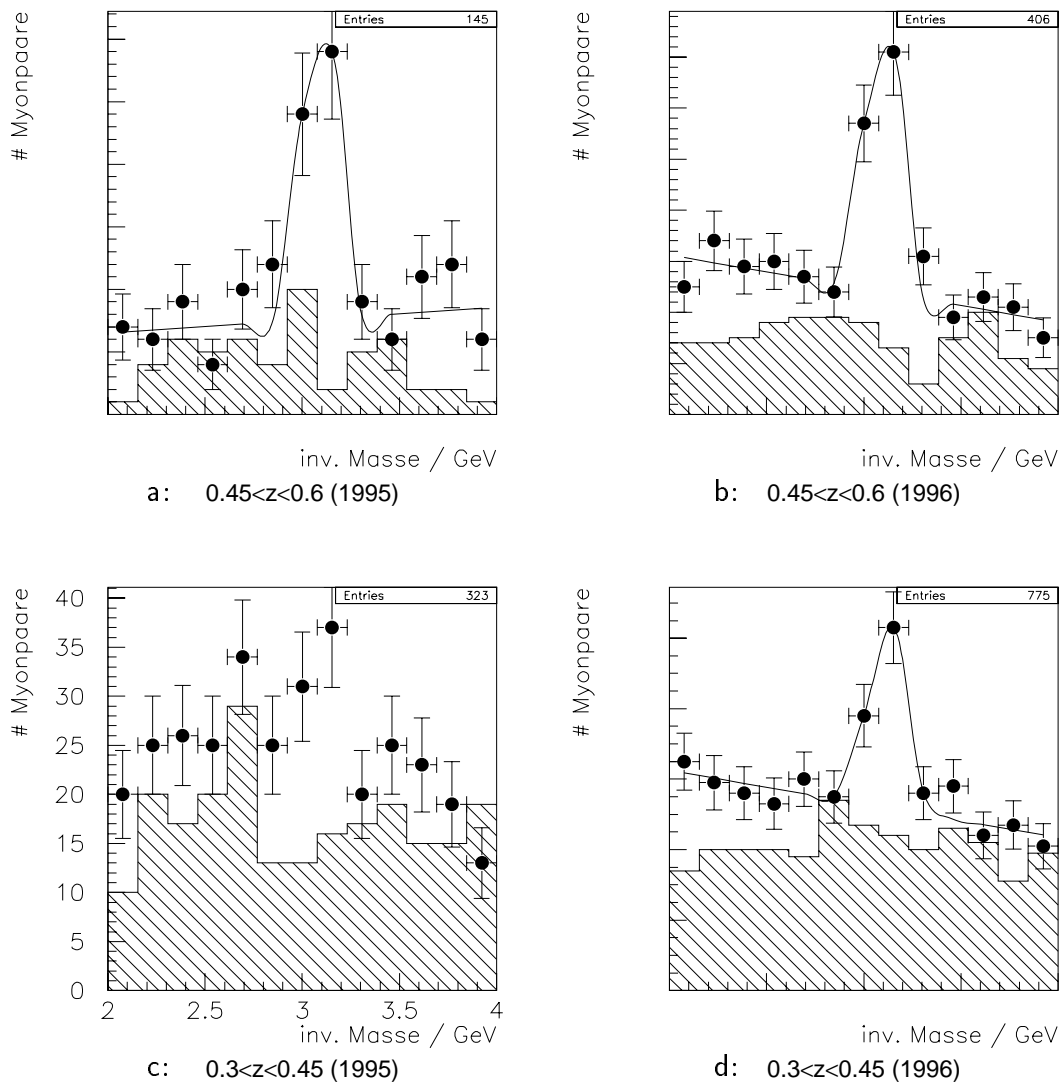 Entries 145
# Myonpaare
inv. Masse / GeV
a: 0.45<z<0.6 (1995)
Entries 406
# Myonpaare
inv. Masse / GeV
b: 0.45<z<0.6 (1996)
Entries 323
# Myonpaare
40
35
30
25
20
15
10
5
0
2 2.5 3 3.5 4
inv. Masse / GeV
c: 0.3<z<0.45 (1995)
Entries 775
# Myonpaare
inv. Masse / GeV
d: 0.3<z<0.45 (1996)